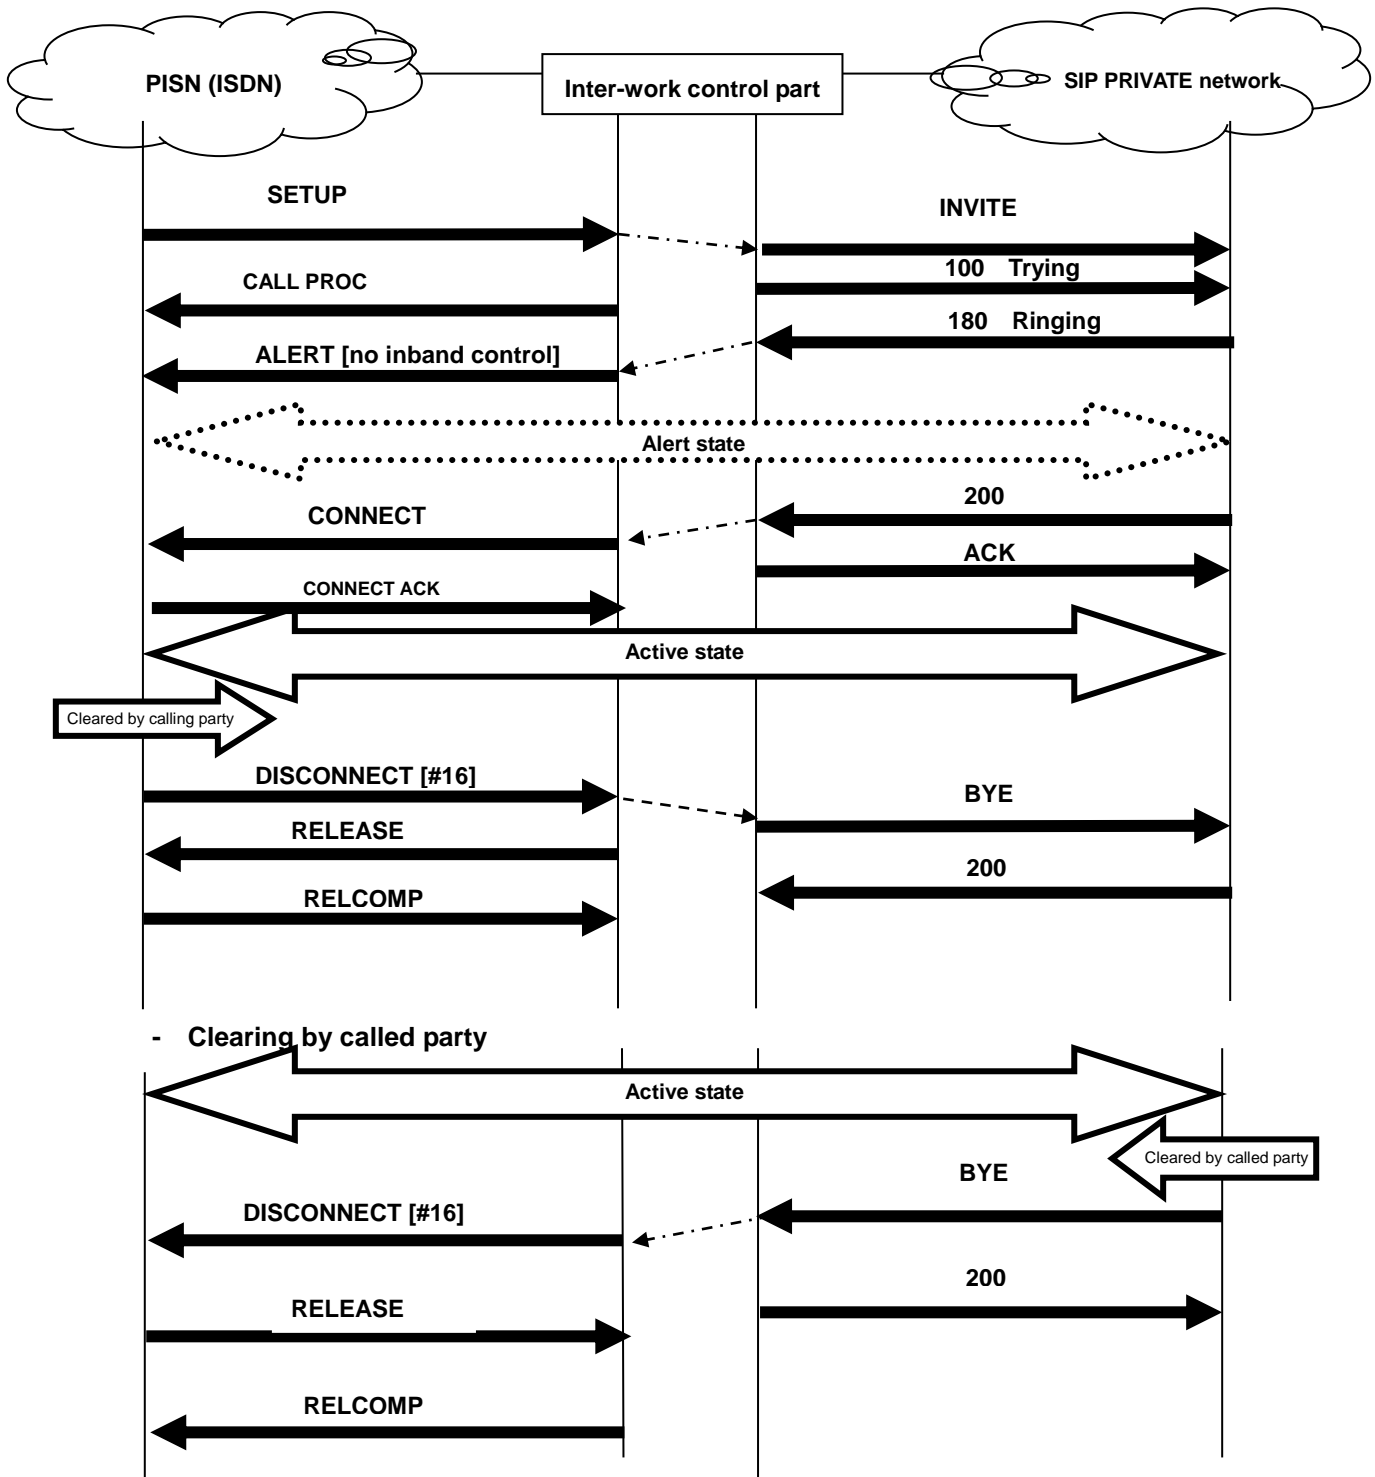 PISN (ISDN)
Inter-work control part
SIP PRIVATE network
SETUP
INVITE
100 Trying
CALL PROC
180 Ringing
ALERT [no inband control]
Alert state
200
CONNECT
ACK
CONNECT ACK
Active state
Cleared by calling party
DISCONNECT [#16]
BYE
RELEASE
200
RELCOMP
- Clearing by called party
Active state
Cleared by called party
BYE
DISCONNECT [#16]
200
RELEASE
RELCOMP